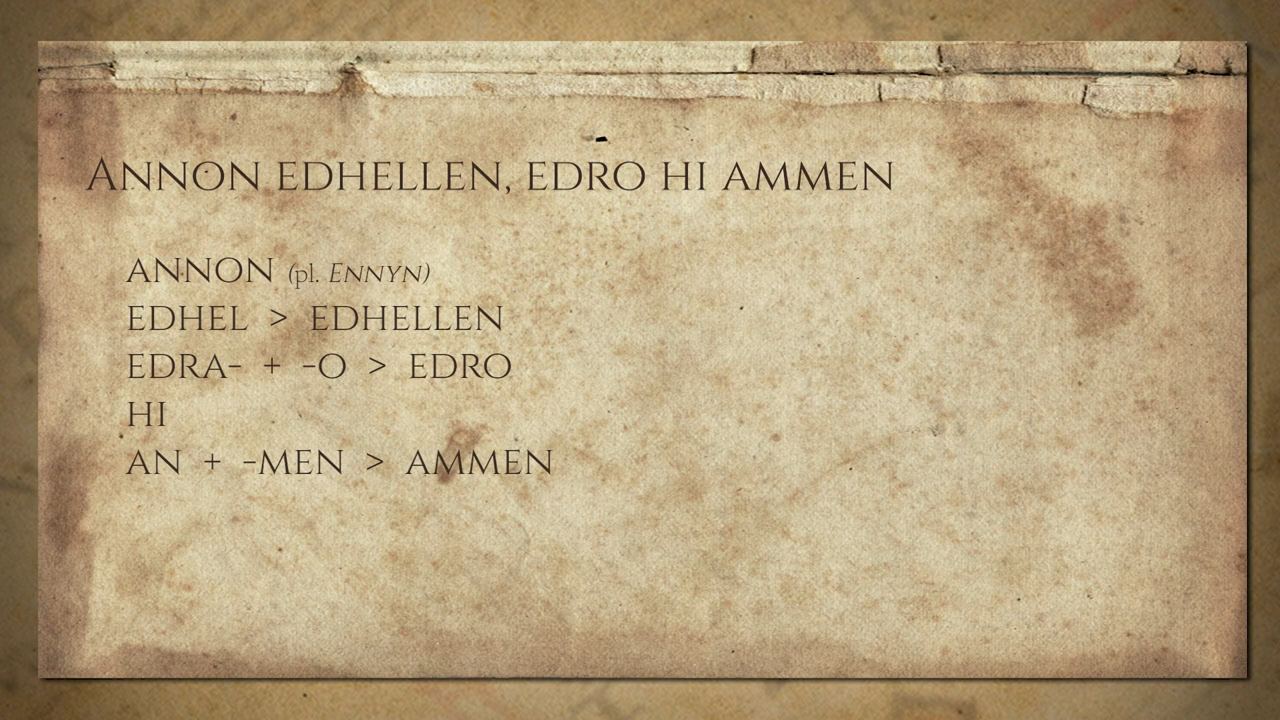 Annon edhellen, edro hi ammen
annon (pl. Ennyn)
edhel > edhellen
edra- + -o > edro
hi
an + -men > ammen